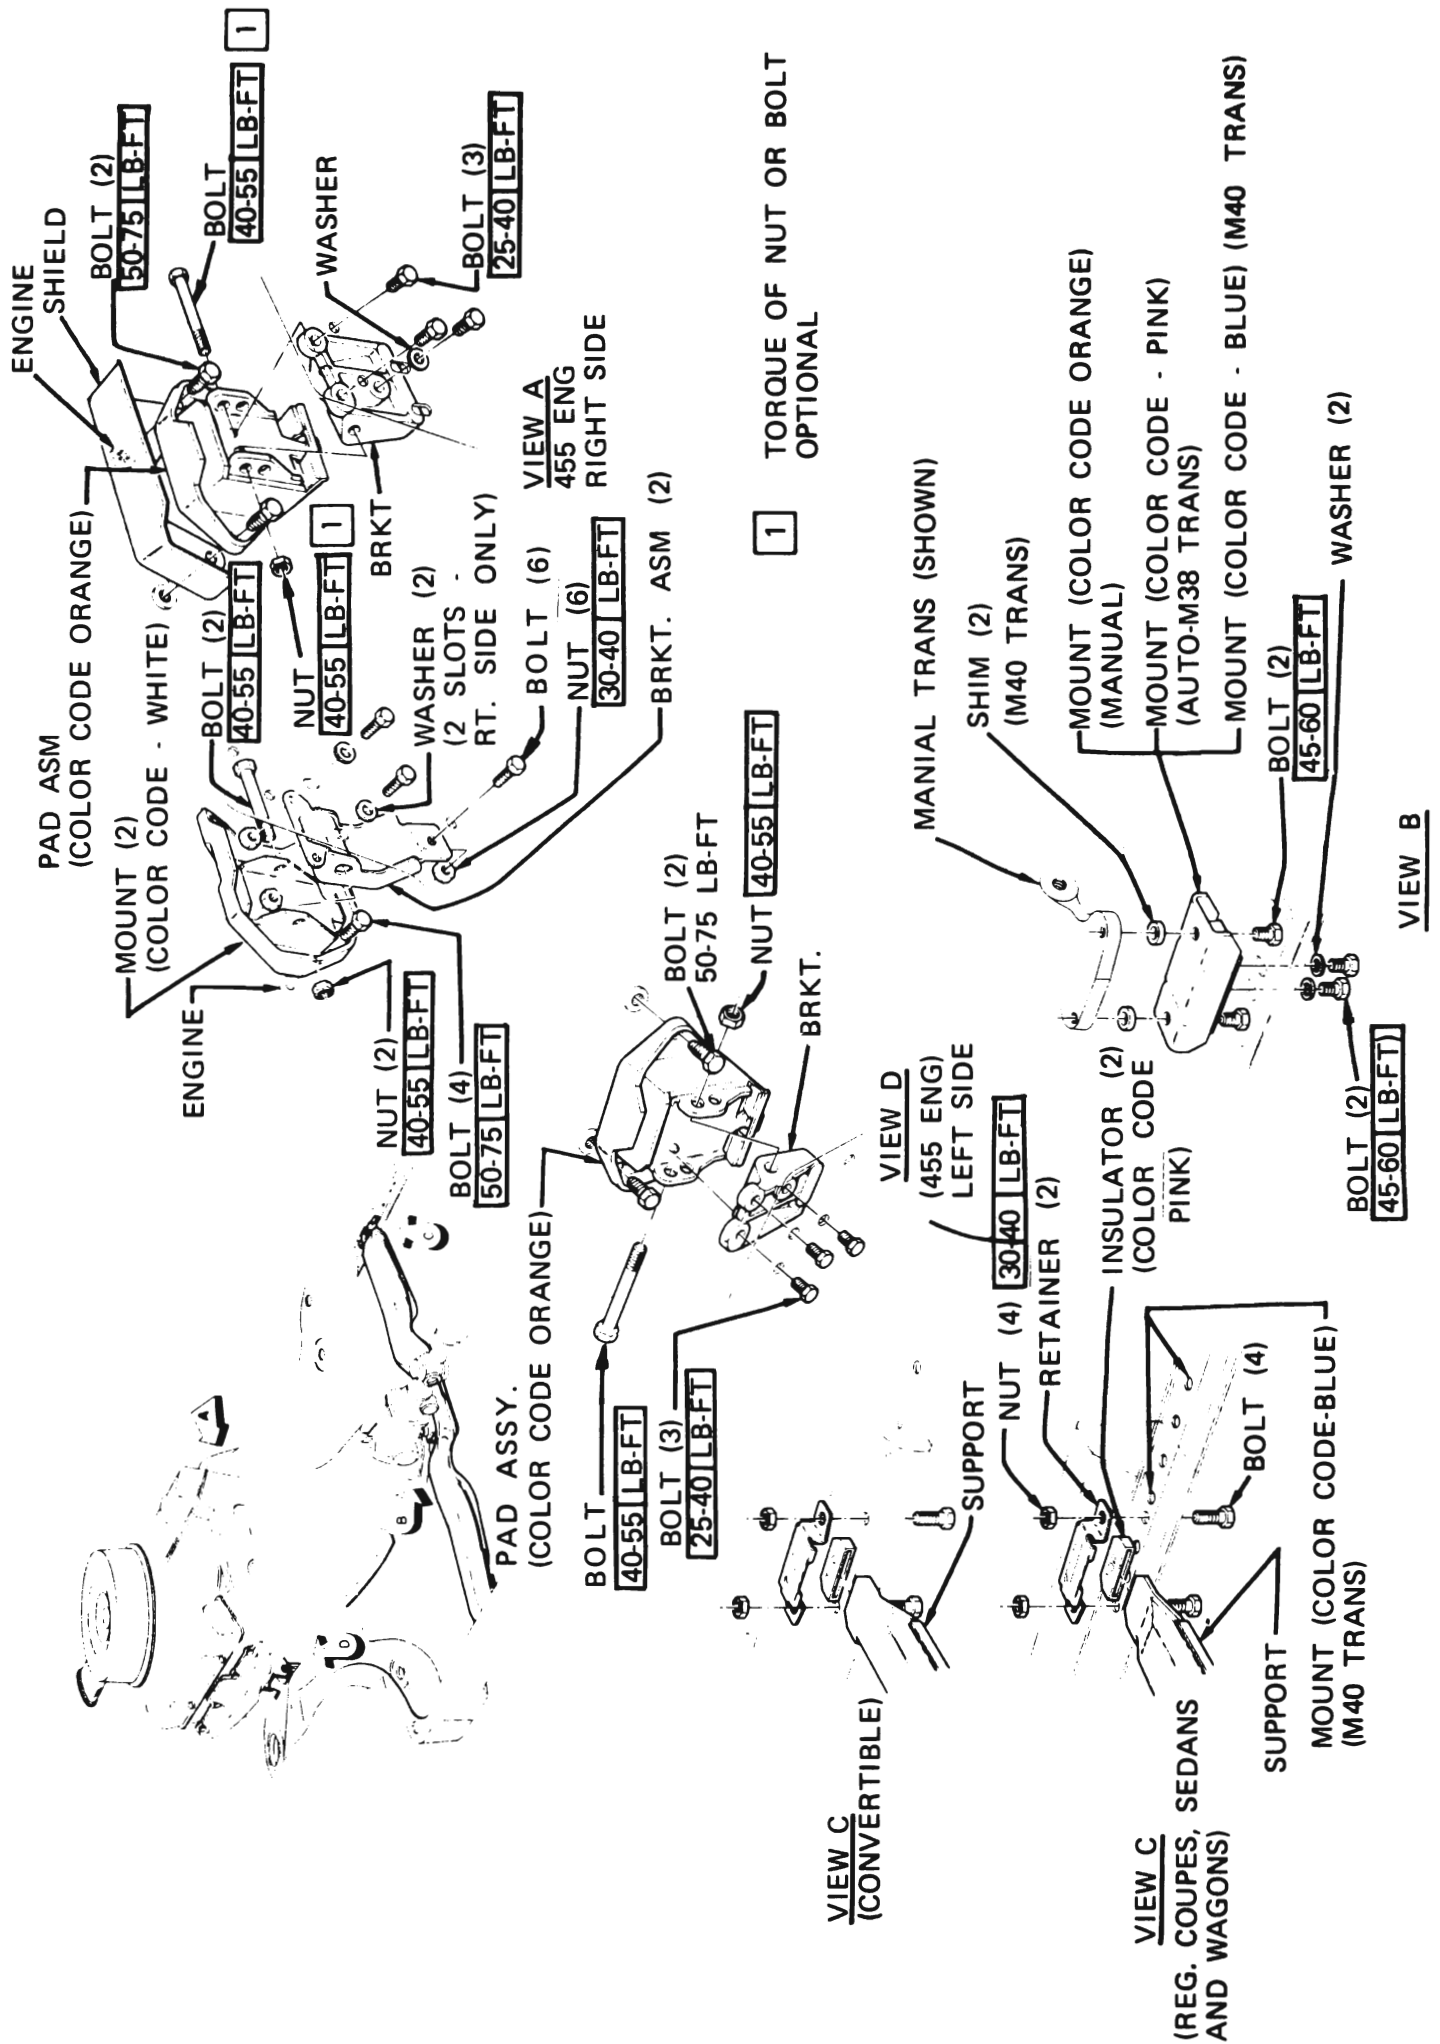 ENGINE
SHIELD
BOLT (2)
50-75 LB-FT
BOLT
40-55 LB-FT 1
WASHER
BOLT (3)
25-40 LB-FT
PAD ASM
(COLOR CODE ORANGE)
MOUNT (2)
(COLOR CODE - WHITE)
BOLT (2)
40-55 LB-FT
NUT
40-55 LB-FT 1
BRKT
VIEW A
455 ENG
RIGHT SIDE
WASHER (2)
(2 SLOTS -
RT. SIDE ONLY)
BOLT (6)
NUT (6)
30-40 LB-FT
BRKT. ASM (2)
ENGINE
NUT (2)
40-55 LB-FT
BOLT (4)
50-75 LB-FT
1 TORQUE OF NUT OR BOLT
OPTIONAL
A
B
C
D
PAD ASSY.
(COLOR CODE ORANGE)
BOLT
40-55 LB-FT
BOLT (3)
25-40 LB-FT
BOLT (2)
50-75 LB-FT
NUT 40-55 LB-FT
BRKT.
VIEW D
(455 ENG)
LEFT SIDE
MANIAL TRANS (SHOWN)
SHIM (2)
(M40 TRANS)
MOUNT (COLOR CODE ORANGE)
(MANUAL)
MOUNT (COLOR CODE - PINK)
(AUTO-M38 TRANS)
MOUNT (COLOR CODE - BLUE) (M40 TRANS)
BOLT (2)
45-60 LB-FT
WASHER (2)
BOLT (2)
45-60 LB-FT
VIEW B
SUPPORT
VIEW C
(CONVERTIBLE)
NUT (4) 30-40 LB-FT
RETAINER (2)
INSULATOR (2)
(COLOR CODE
PINK)
BOLT (4)
SUPPORT
MOUNT (COLOR CODE-BLUE)
(M40 TRANS)
VIEW C
(REG. COUPES, SEDANS
AND WAGONS)